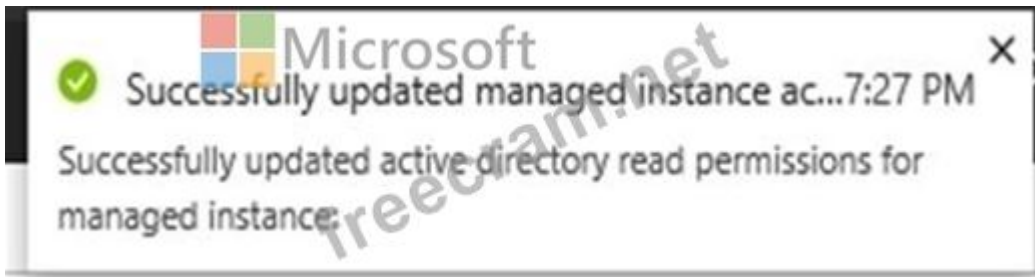 Microsoft
Successfully updated managed instance ac...7:27 PM
Successfully updated active directory read permissions for
managed instance.
freecram.net